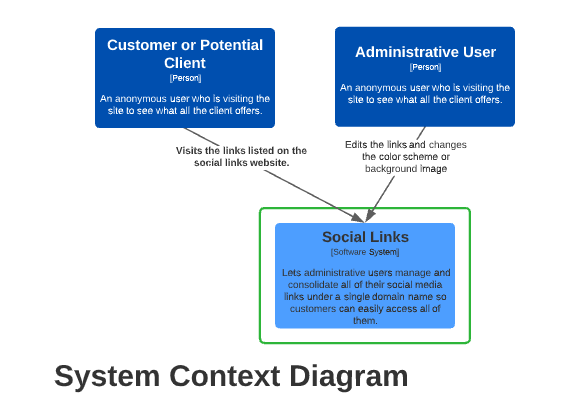 Customer or Potential
Client
[Person]
An anonymous user who is visiting the
site to see what all the client offers.
Administrative User
[Person]
An anonymous user who is visiting the
site to see what all the client offers.
Visits the links listed on the
social links website.
Edits the links and changes
the color scheme or
background image
Social Links
[Software System]
Lets administrative users manage and
consolidate all of their social media
links under a single domain name so
customers can easily access all of
them.
System Context Diagram